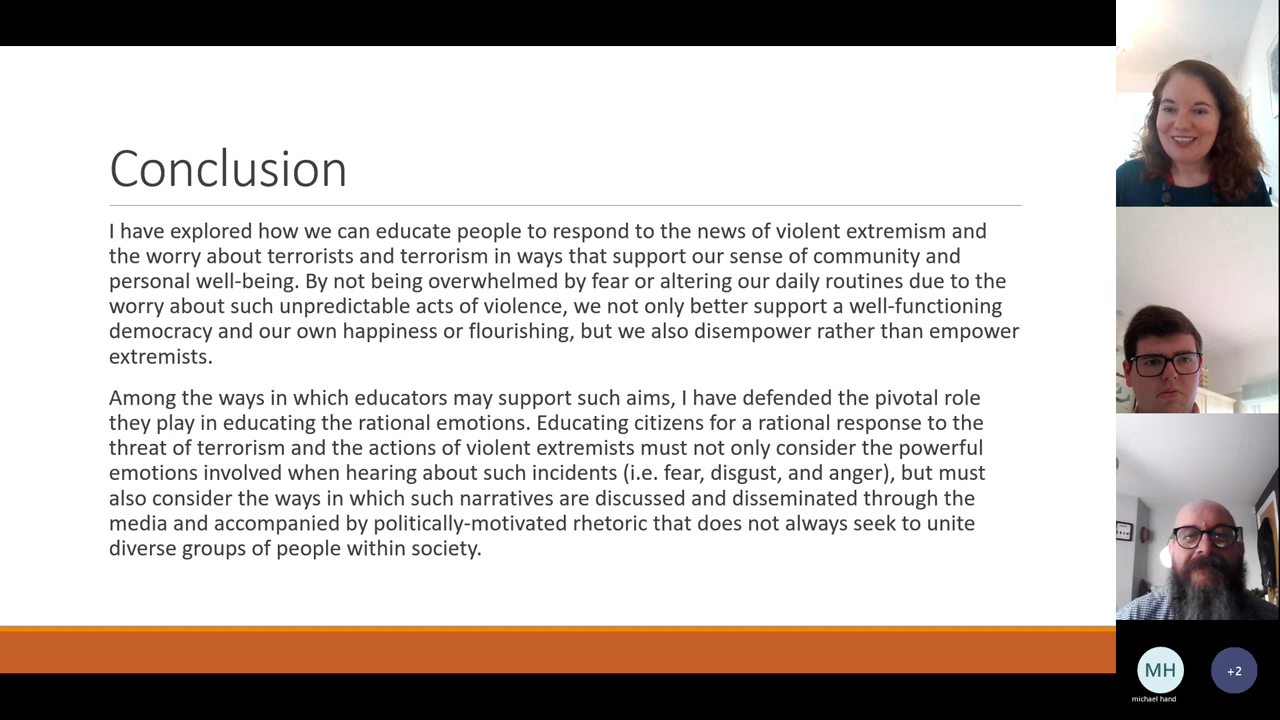 Conclusion
I have explored how we can educate people to respond to the news of violent extremism and
the worry about terrorists and terrorism in ways that support our sense of community and
personal well-being. By not being overwhelmed by fear or altering our daily routines due to the
worry about such unpredictable acts of violence, we not only better support a well-functioning
democracy and our own happiness or flourishing, but we also disempower rather than empower
extremists.
Among the ways in which educators may support such aims, I have defended the pivotal role
they play in educating the rational emotions. Educating citizens for a rational response to the
threat of terrorism and the actions of violent extremists must not only consider the powerful
emotions involved when hearing about such incidents (i.e. fear, disgust, and anger), but must
also consider the ways in which such narratives are discussed and disseminated through the
media and accompanied by politically-motivated rhetoric that does not always seek to unite
diverse groups of people within society.
MH
+2
michael hand